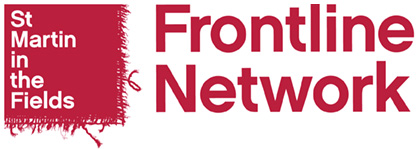 St
Martin
in
the
Fields
Frontline
Network